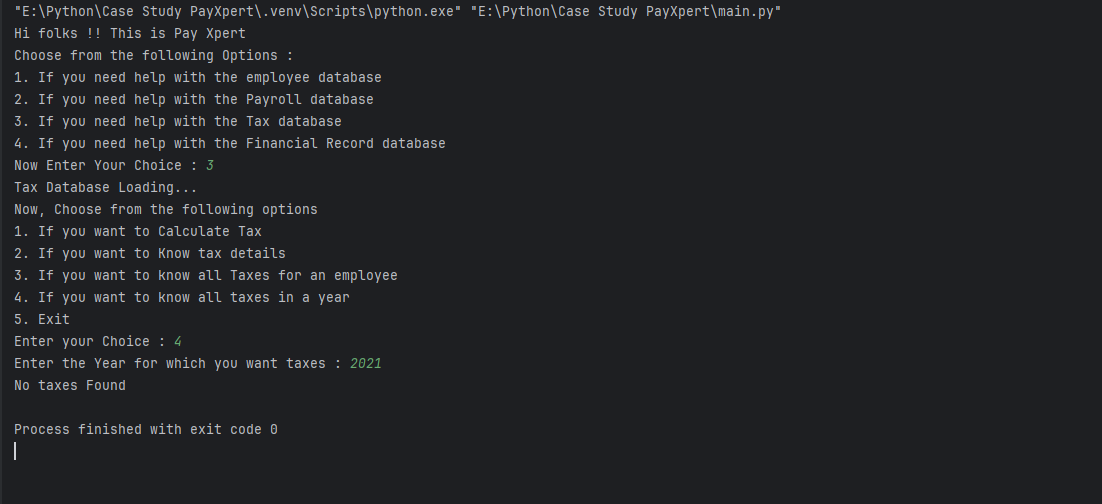 "E:\Python\Case Study PayXpert\.venv\Scripts\python.exe" "E:\Python\Case Study PayXpert\main.py"
Hi folks !! This is Pay Xpert
Choose from the following Options :
1. If you need help with the employee database
2. If you need help with the Payroll database
3. If you need help with the Tax database
4. If you need help with the Financial Record database
Now Enter Your Choice : 3
Tax Database Loading...
Now, Choose from the following options
1. If you want to Calculate Tax
2. If you want to Know tax details
3. If you want to know all Taxes for an employee
4. If you want to know all taxes in a year
5. Exit
Enter your Choice : 4
Enter the Year for which you want taxes : 2021
No taxes Found
Process finished with exit code 0